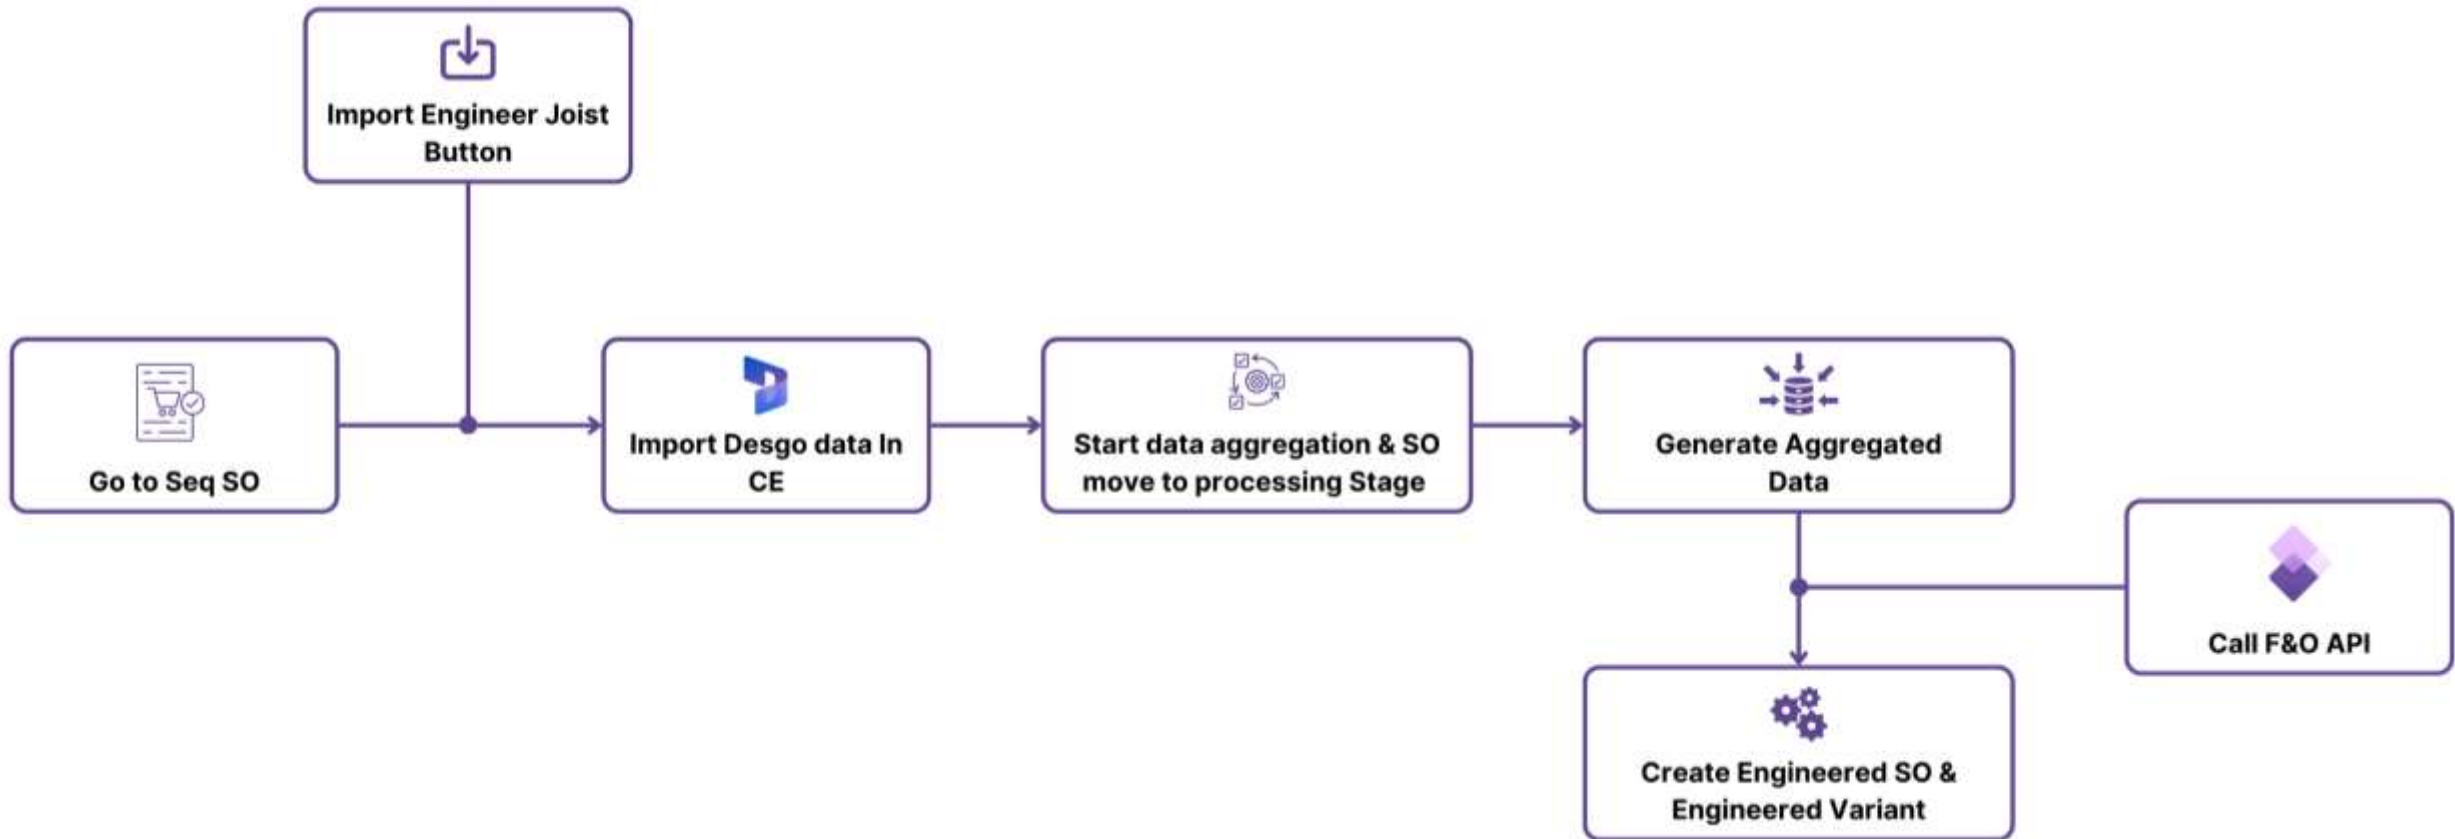 Import Engineer Joist
Button
Go to Seq SO
Import Desgo data In
CE
Start data aggregation & SO
move to processing Stage
Generate Aggregated
Data
Call F&O API
Create Engineered SO &
Engineered Variant